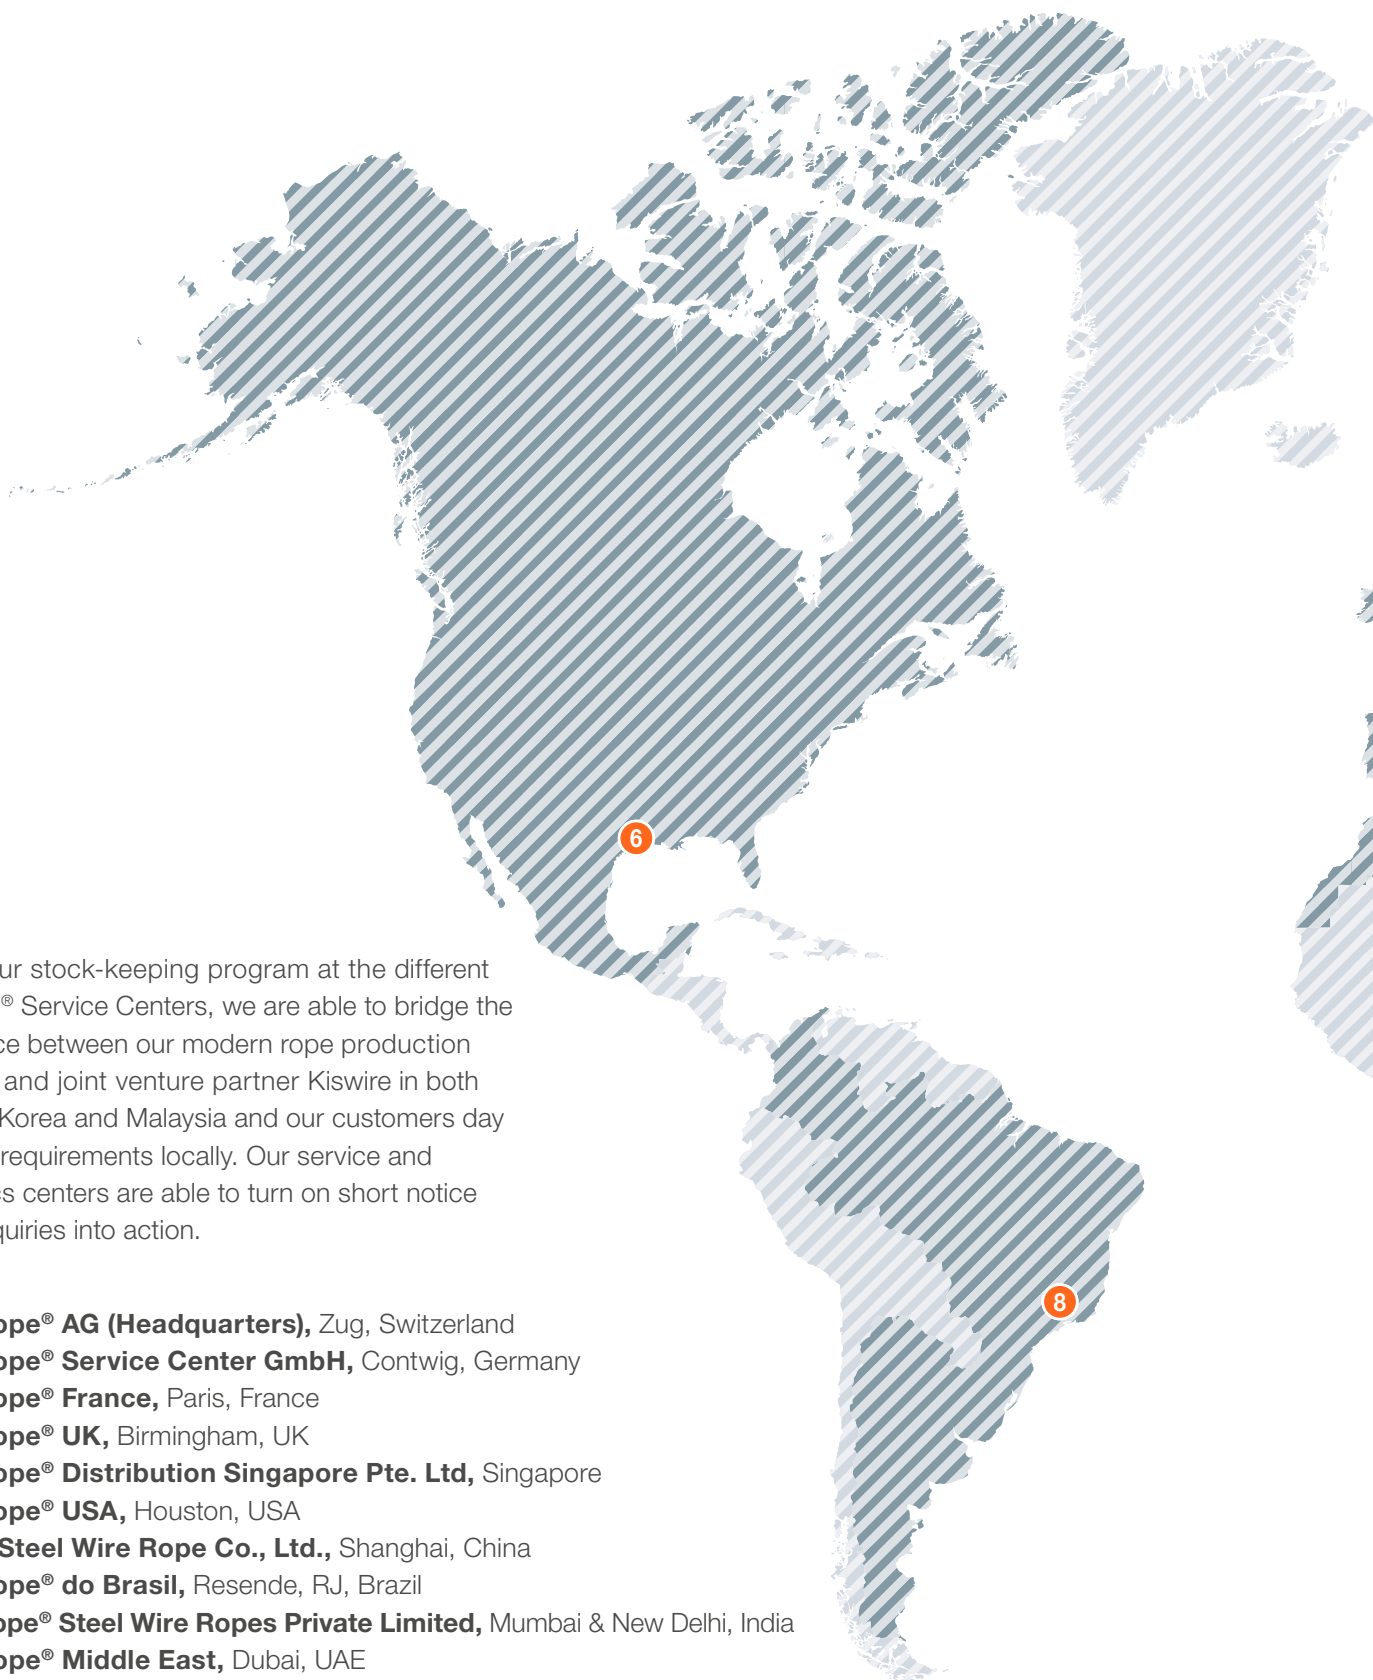 6
ur stock-keeping program at the different
® Service Centers, we are able to bridge the
ce between our modern rope production
and joint venture partner Kiswire in both
Korea and Malaysia and our customers day
requirements locally. Our service and
cs centers are able to turn on short notice
quiries into action.
8
ope® AG (Headquarters), Zug, Switzerland
ope® Service Center GmbH, Contwig, Germany
ope® France, Paris, France
ope® UK, Birmingham, UK
ope® Distribution Singapore Pte. Ltd, Singapore
ope® USA, Houston, USA
Steel Wire Rope Co., Ltd., Shanghai, China
ope® do Brasil, Resende, RJ, Brazil
ope® Steel Wire Ropes Private Limited, Mumbai & New Delhi, India
ope® Middle East, Dubai, UAE